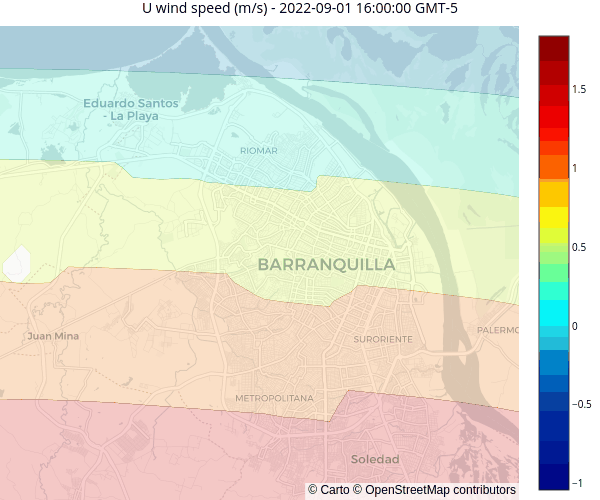 U wind speed (m/s) - 2022-09-01 16:00:00 GMT-5
Eduardo Santos
- La Playa
RIOMAR
BARRANQUILLA
Juan Mina
SURORIENTE
PALERMO
METROPOLITANA
Soledad
© Carto © OpenStreetMap contributors
1.5
1
0.5
0
−0.5
−1